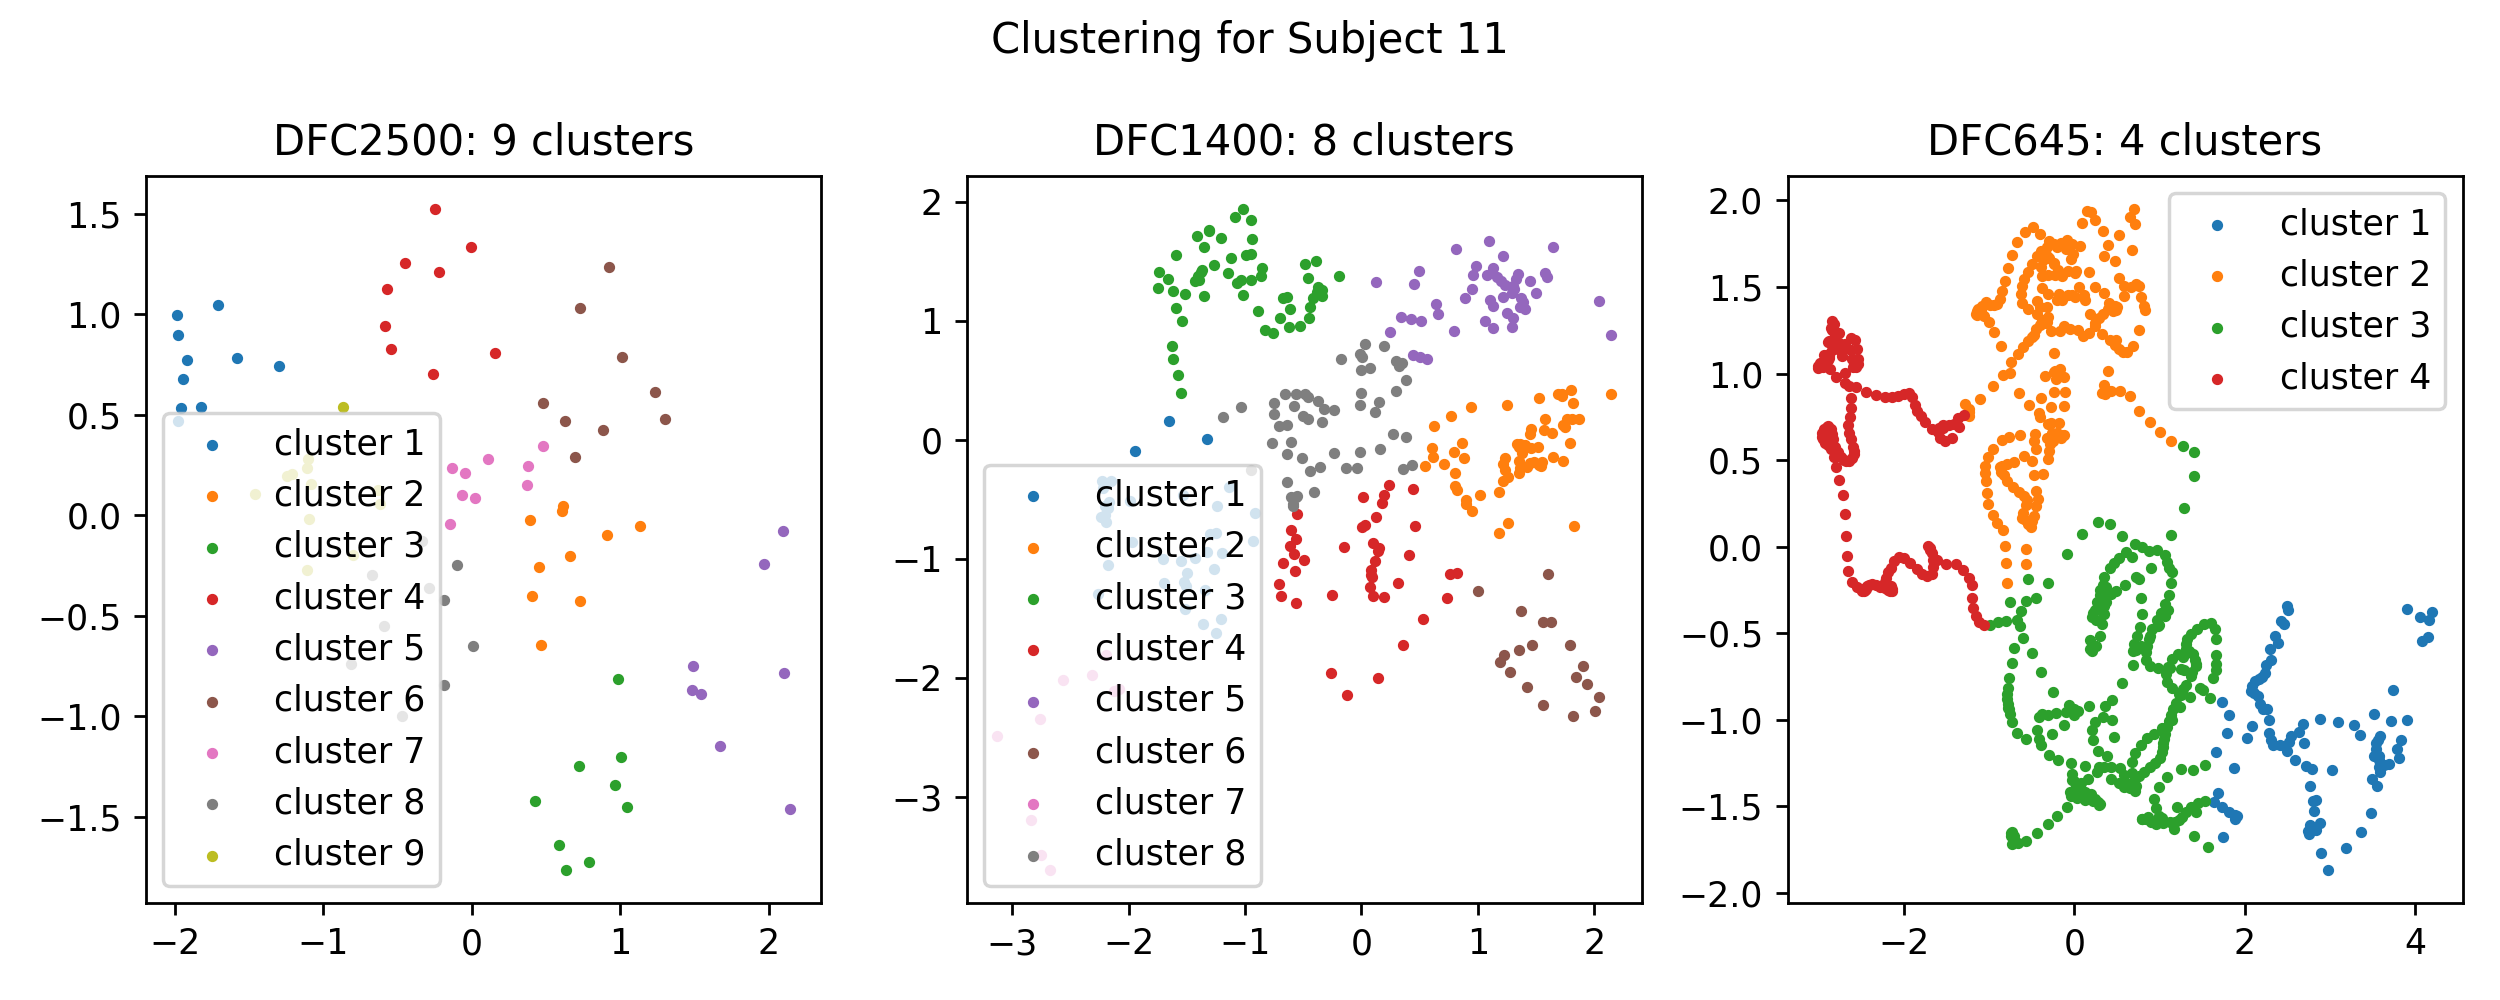 Clustering for Subject 11
DFC2500: 9 clusters
1.5
1.0
0.5
0.0
−0.5
−1.0
−1.5
−2
−1
0
1
2
cluster 1
cluster 2
cluster 3
cluster 4
cluster 5
cluster 6
cluster 7
cluster 8
cluster 9
DFC1400: 8 clusters
2
1
0
−1
−2
−3
−3
−2
−1
0
1
2
cluster 1
cluster 2
cluster 3
cluster 4
cluster 5
cluster 6
cluster 7
cluster 8
DFC645: 4 clusters
2.0
1.5
1.0
0.5
0.0
−0.5
−1.0
−1.5
−2.0
−2
0
2
4
cluster 1
cluster 2
cluster 3
cluster 4